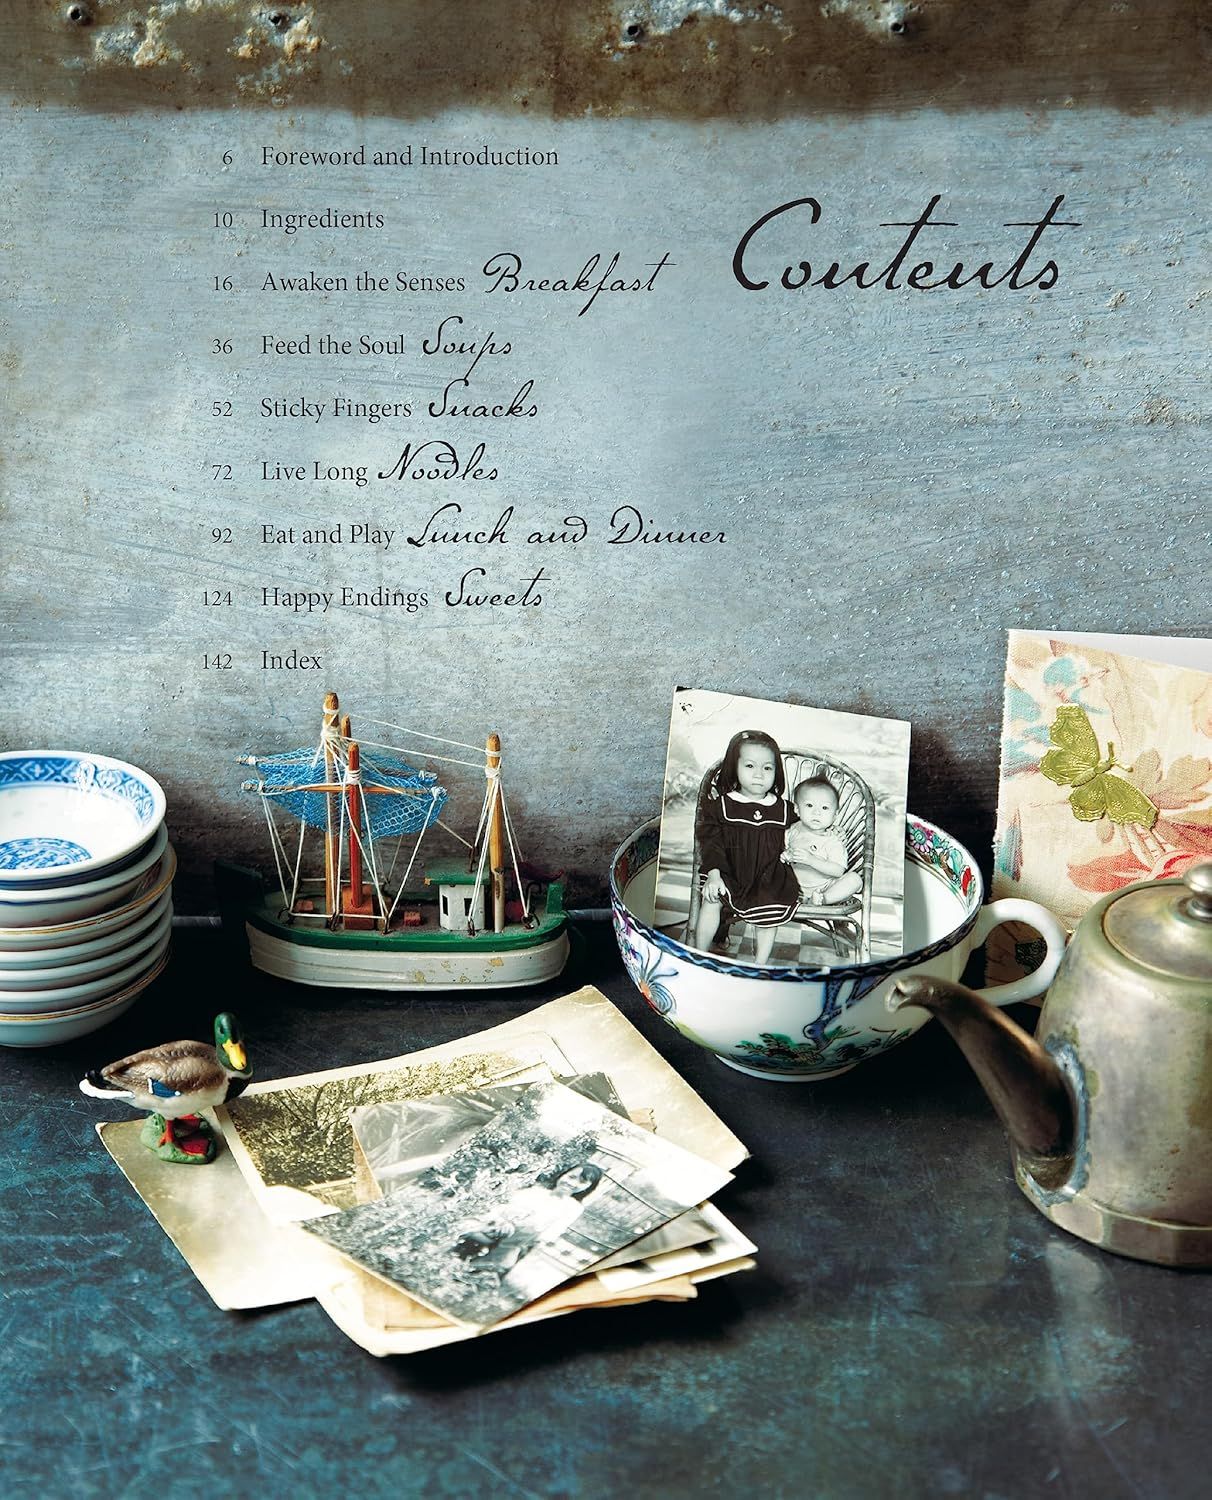 Contents
6 Foreword and Introduction
10 Ingredients
16 Awaken the Senses Breakfast
36 Feed the Soul Soups
52 Sticky Fingers Snacks
72 Live Long Noodles
92 Eat and Play Lunch and Dinner
124 Happy Endings Sweets
142 Index